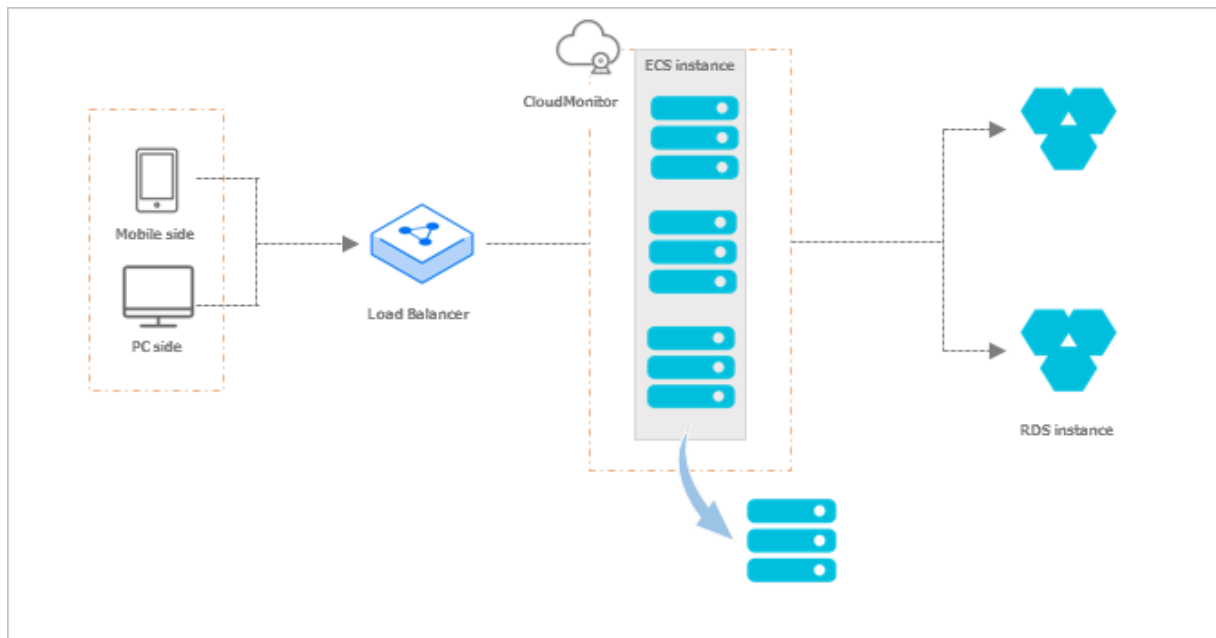 ECS instance
CloudMonitor
Mobile side
Load Balancer
PC side
RDS instance